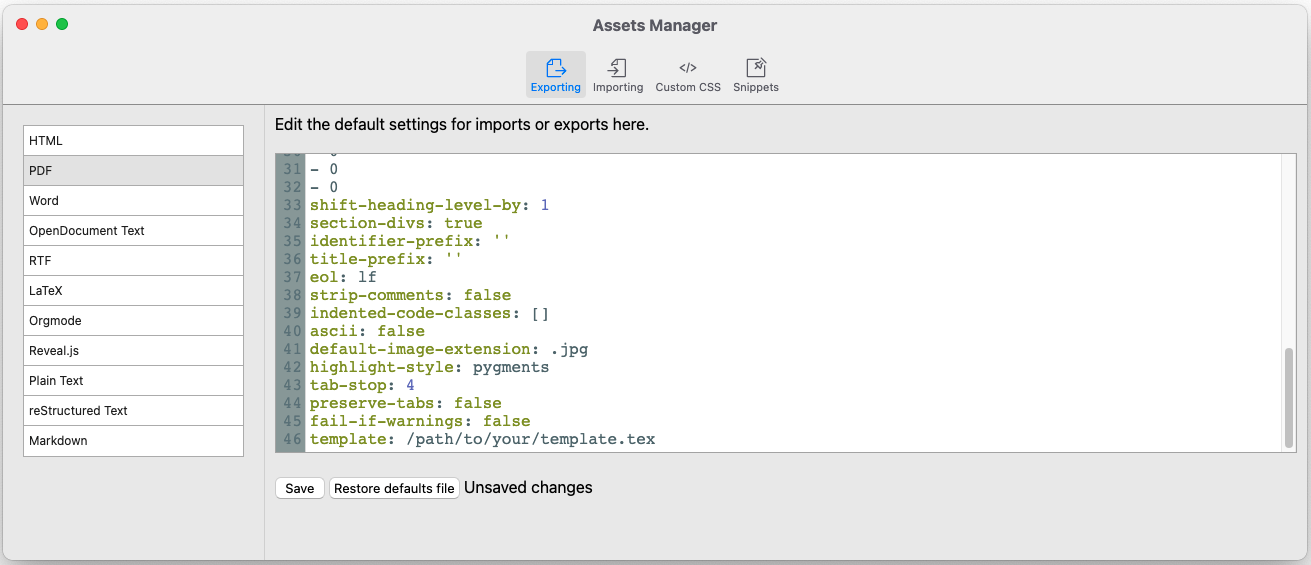 Assets Manager
Exporting
Importing
Custom CSS
Snippets
HTML
PDF
Word
OpenDocument Text
RTF
LaTeX
Orgmode
Reveal.js
Plain Text
reStructured Text
Markdown
Edit the default settings for imports or exports here.
31 - 0
32 - 0
33 shift-heading-level-by: 1
34 section-divs: true
35 identifier-prefix: ''
36 title-prefix: ''
37 eol: lf
38 strip-comments: false
39 indented-code-classes: []
40 ascii: false
41 default-image-extension: .jpg
42 highlight-style: pygments
43 tab-stop: 4
44 preserve-tabs: false
45 fail-if-warnings: false
46 template: /path/to/your/template.tex
Save
Restore defaults file
Unsaved changes